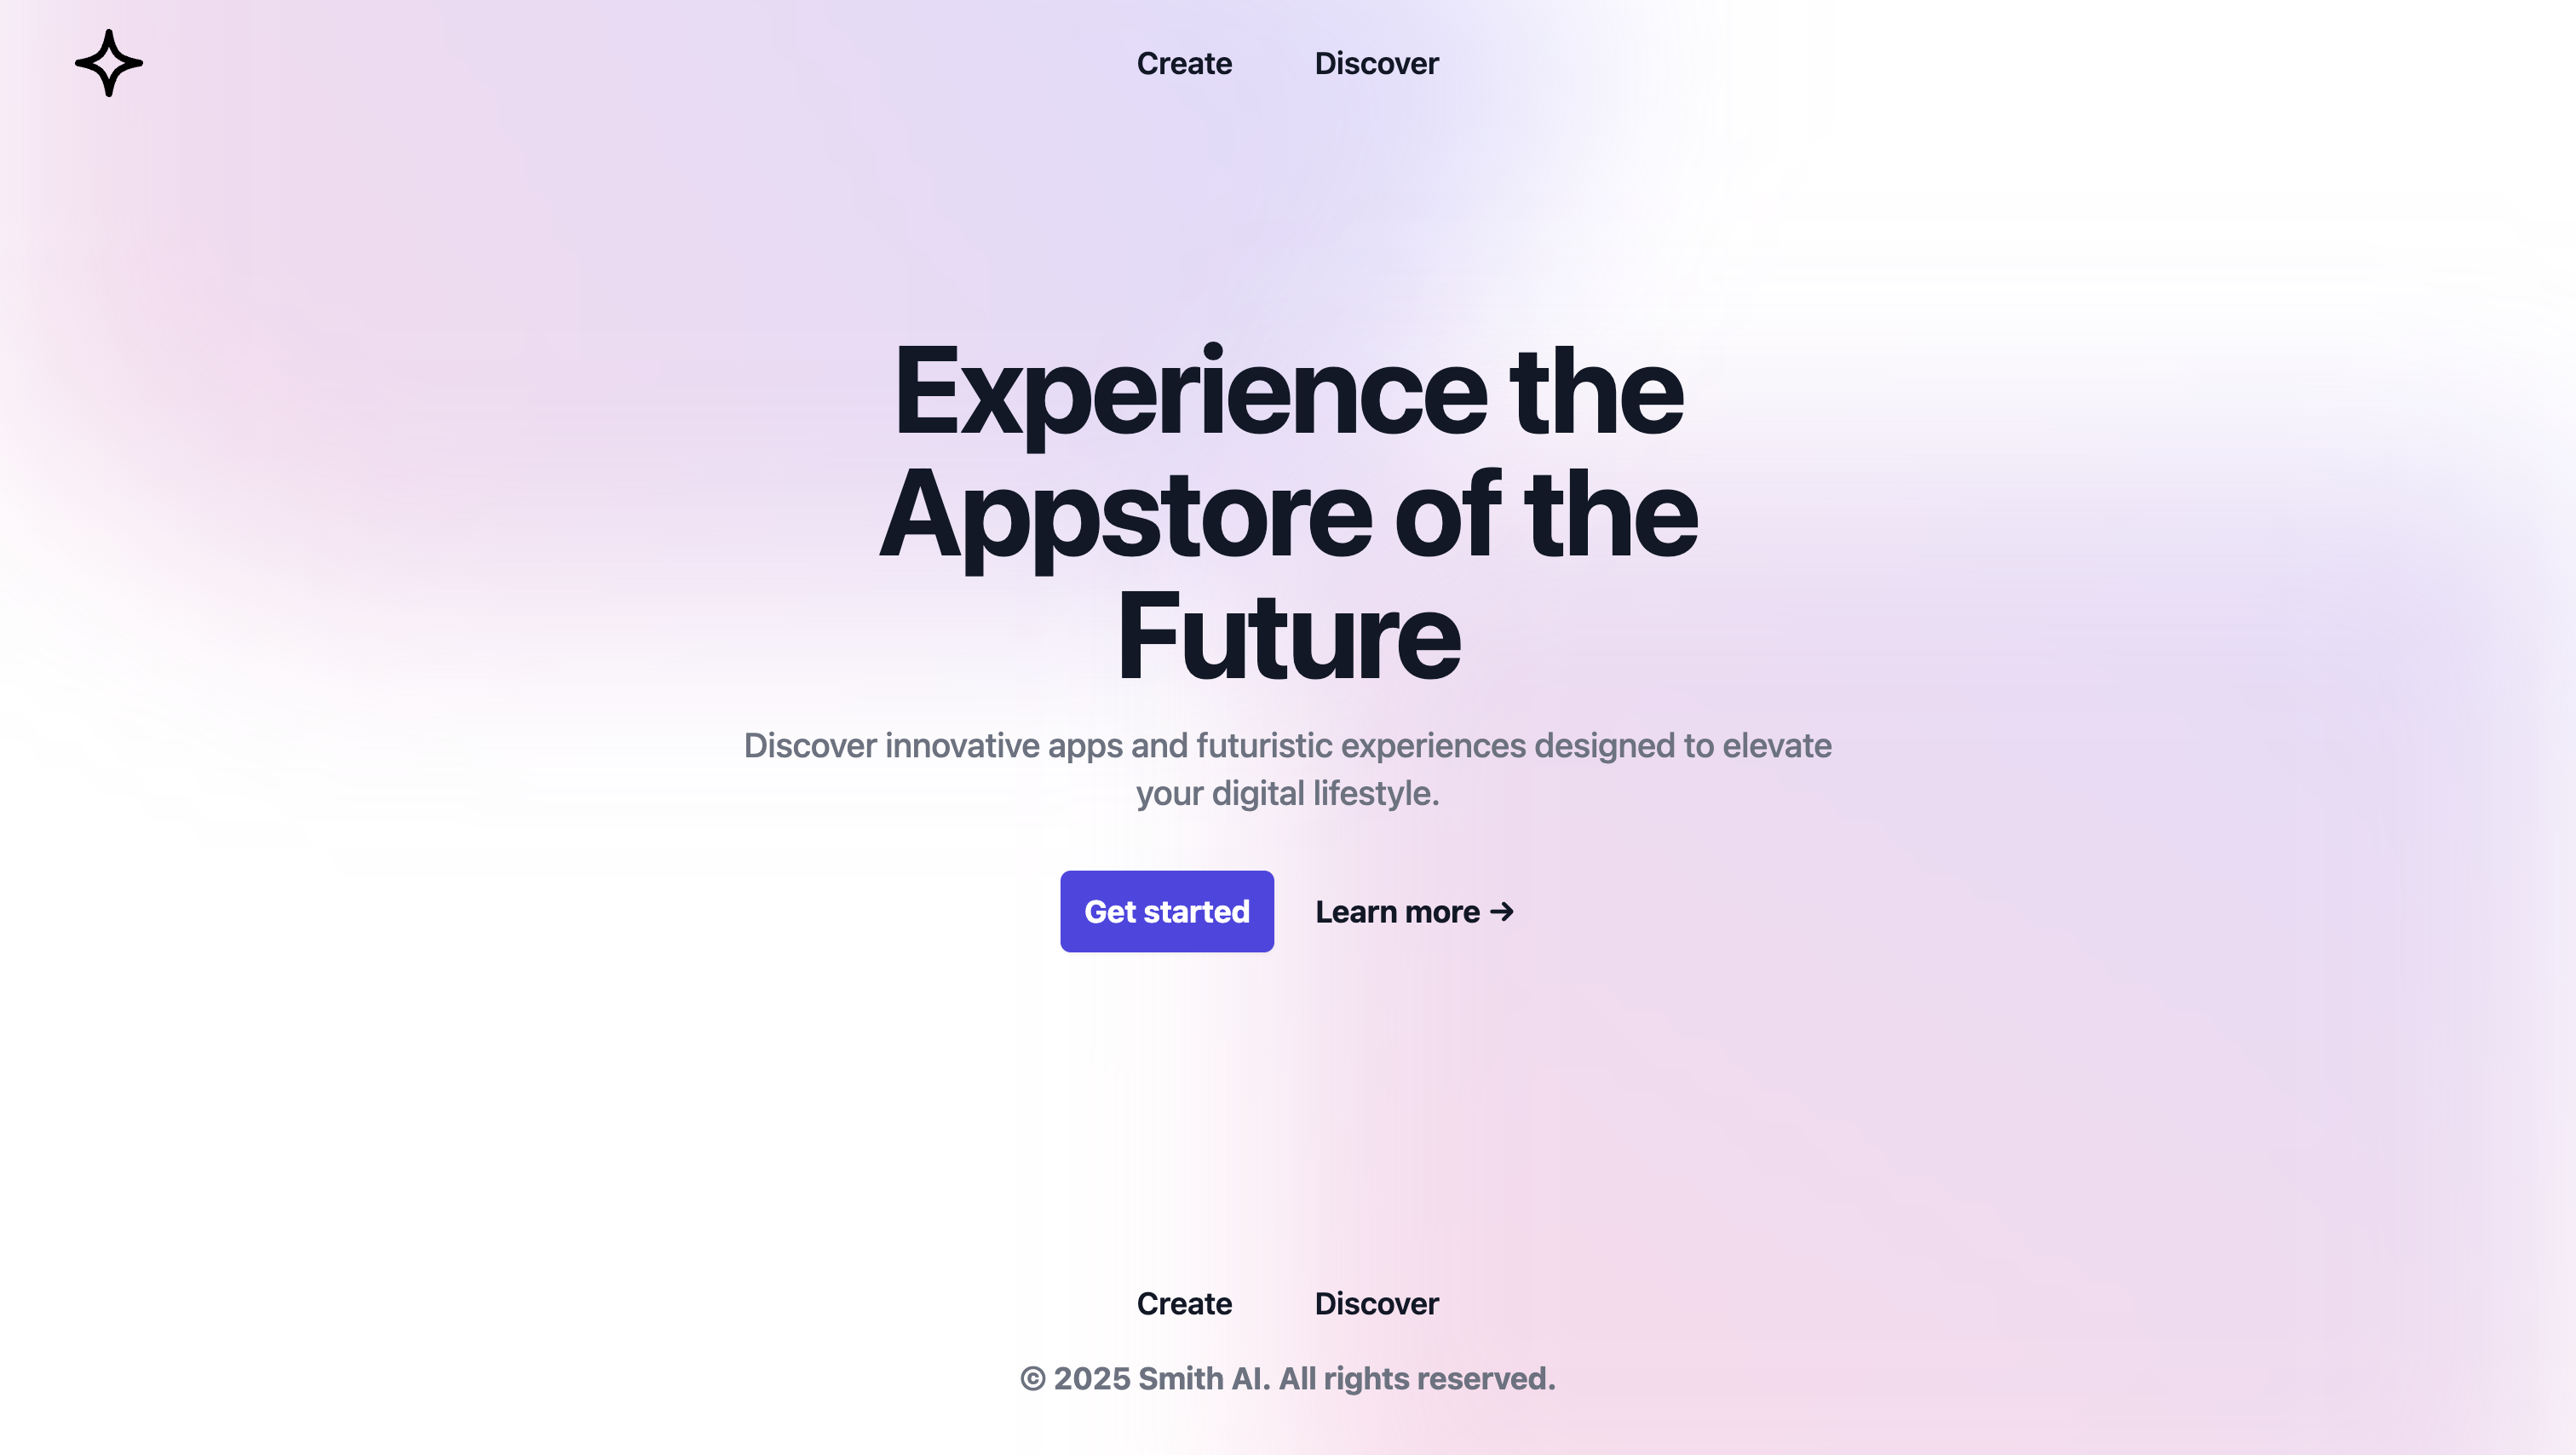 Create Discover
Experience the
Appstore of the
Future
Discover innovative apps and futuristic experiences designed to elevate
your digital lifestyle.
Get started Learn more →
Create Discover
© 2025 Smith AI. All rights reserved.